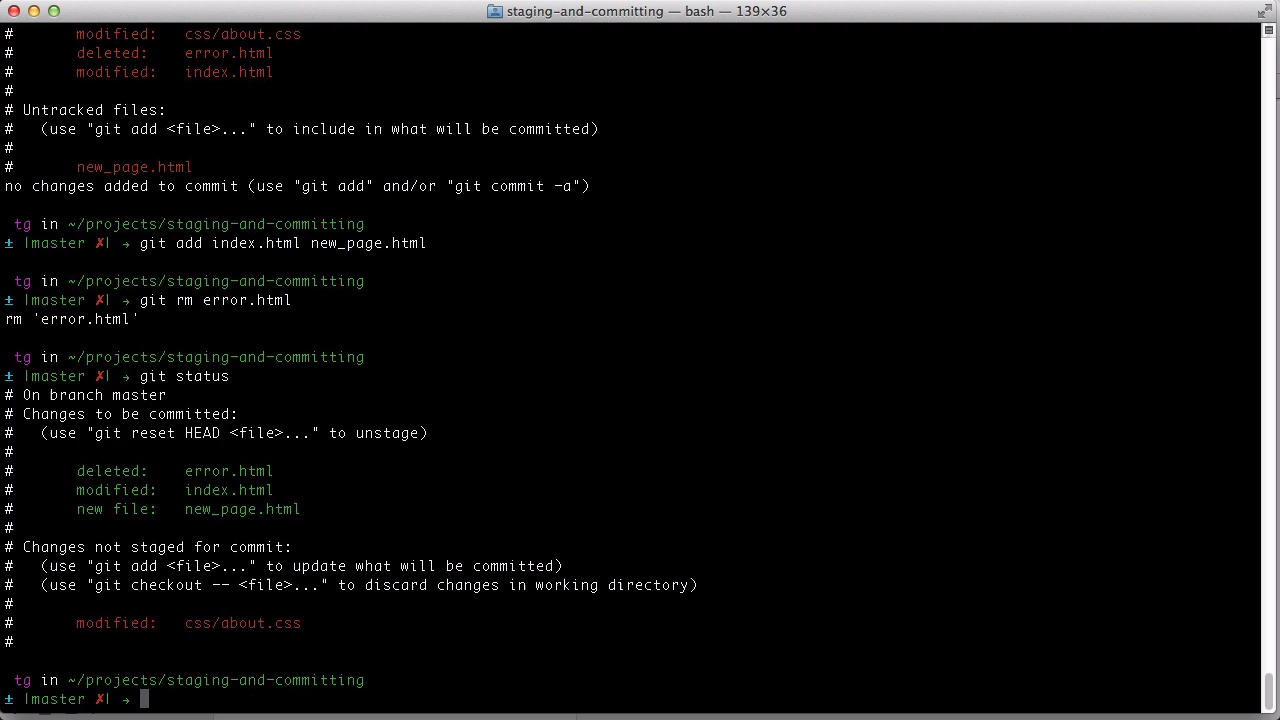 staging-and-committing — bash — 139×36
#       modified:   css/about.css
#       deleted:    error.html
#       modified:   index.html
#
# Untracked files:
#   (use "git add <file>..." to include in what will be committed)
#
#       new_page.html
no changes added to commit (use "git add" and/or "git commit -a")
tg in ~/projects/staging-and-committing
± |master ✗| → git add index.html new_page.html
tg in ~/projects/staging-and-committing
± |master ✗| → git rm error.html
rm 'error.html'
tg in ~/projects/staging-and-committing
± |master ✗| → git status
# On branch master
# Changes to be committed:
#   (use "git reset HEAD <file>..." to unstage)
#
#       deleted:    error.html
#       modified:   index.html
#       new file:   new_page.html
#
# Changes not staged for commit:
#   (use "git add <file>..." to update what will be committed)
#   (use "git checkout -- <file>..." to discard changes in working directory)
#
#       modified:   css/about.css
#
tg in ~/projects/staging-and-committing
± |master ✗| →